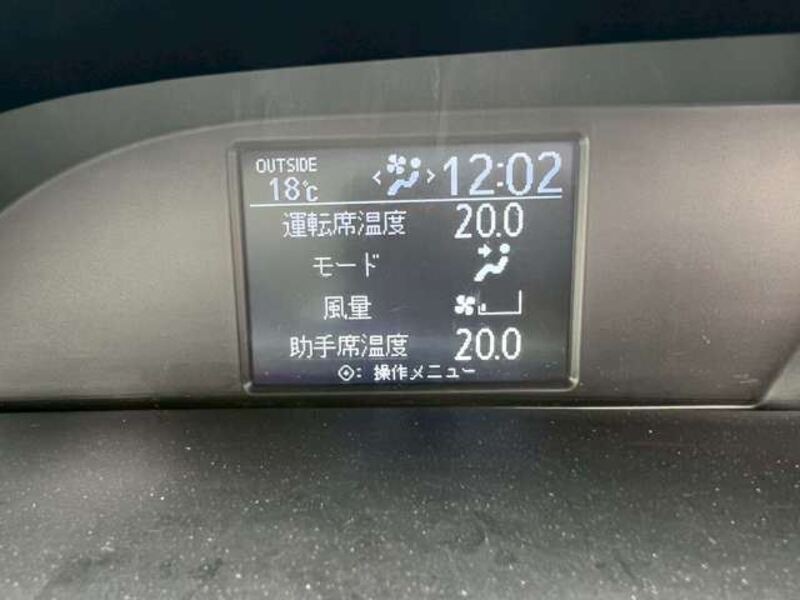 OUTSIDE
18℃ < > 12:02
運転席温度 20.0
モード
風量
助手席温度 20.0
: 操作メニュー